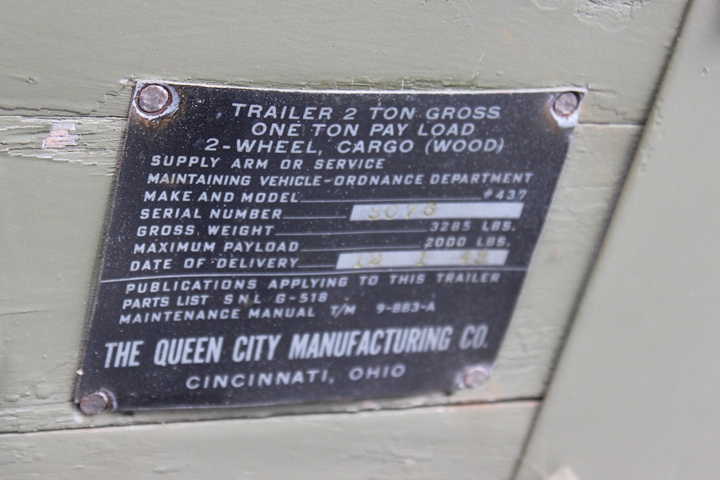 TRAILER 2 TON GROSS
ONE TON PAY LOAD
2-WHEEL, CARGO (WOOD)
SUPPLY ARM OR SERVICE
MAINTAINING VEHICLE-ORDNANCE DEPARTMENT
MAKE AND MODEL #437
SERIAL NUMBER
GROSS. WEIGHT 3285 LBS.
MAXIMUM PAYLOAD 2000 LBS.
DATE OF DELIVERY
PUBLICATIONS APPLYING TO THIS TRAILER
PARTS LIST SNL G-518
MAINTENANCE MANUAL T/M 9-883-A
THE QUEEN CITY MANUFACTURING CO.
CINCINNATI, OHIO